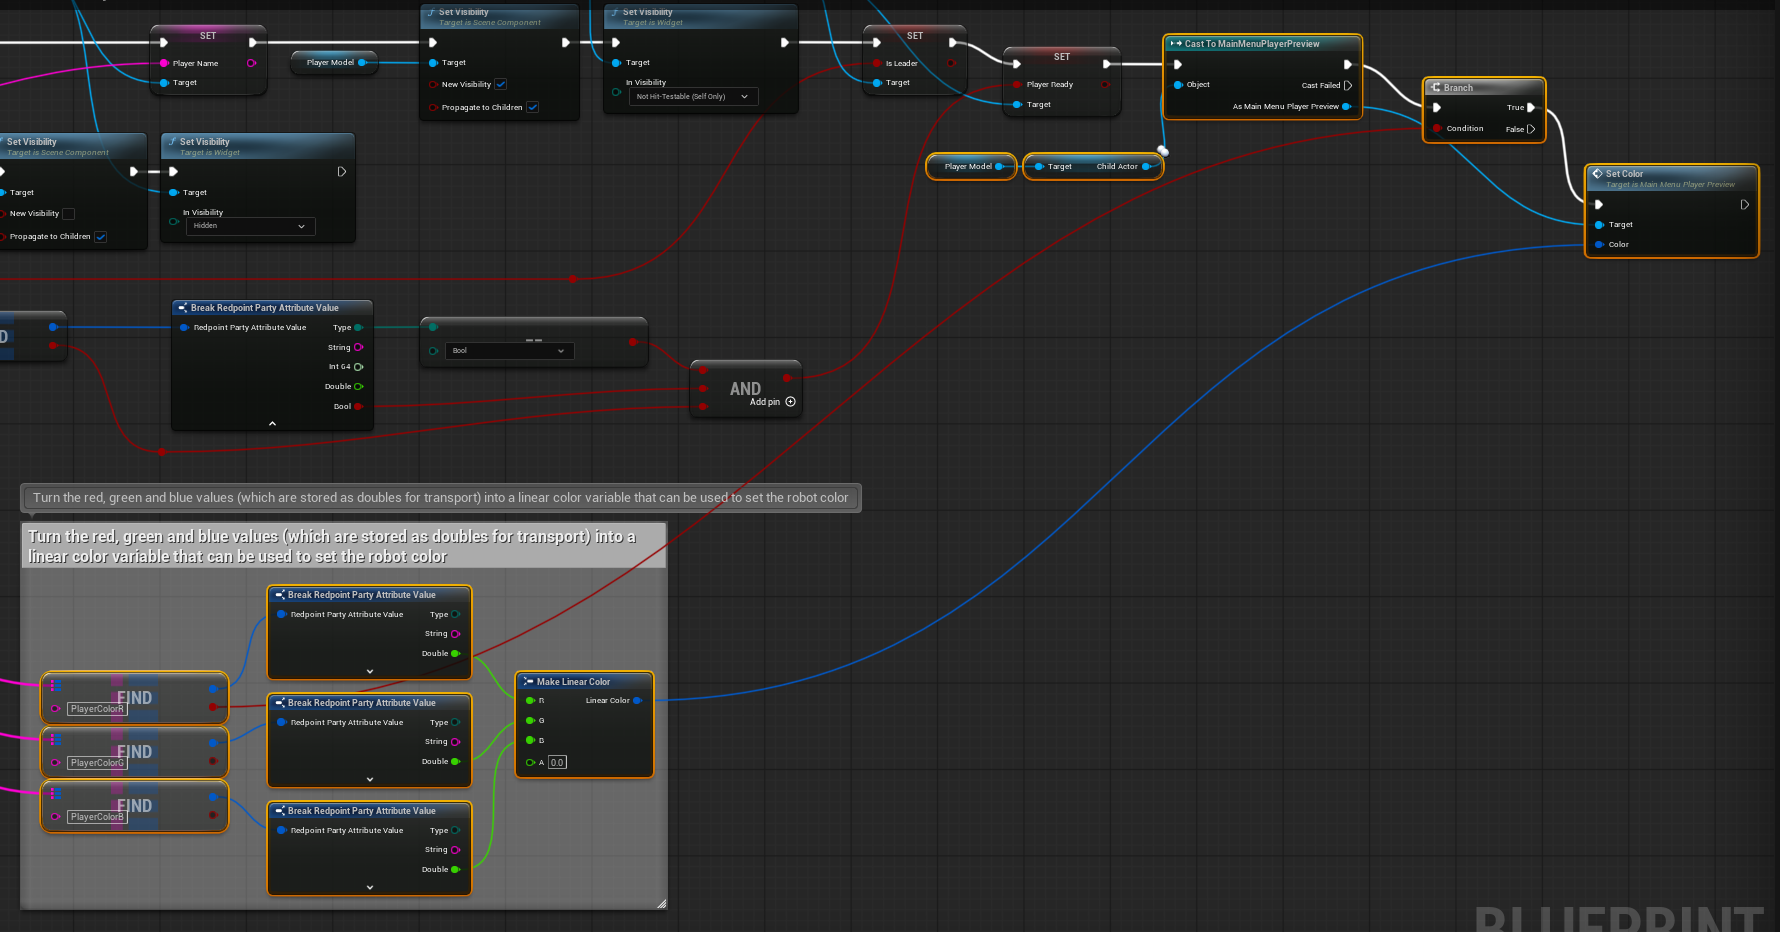 SET
Player Name
Target
Player Model
Set Visibility
Target is Scene Component
Target
New Visibility
Propagate to Children
Set Visibility
Target is Widget
Target
In Visibility
Not Hit-Testable (Self Only)
SET
Is Leader
Target
SET
Player Ready
Target
Cast To MainMenuPlayerPreview
Object
Cast Failed
As Main Menu Player Preview
Branch
True
Condition
False
Set Visibility
Target is Scene Component
Target
New Visibility
Propagate to Children
Set Visibility
Target is Widget
Target
In Visibility
Hidden
Player Model
Target
Child Actor
Set Color
Target is Main Menu Player Preview
Target
Color
D
Break Redpoint Party Attribute Value
Redpoint Party Attribute Value
Type
String
Int 64
Double
Bool
==
Bool
AND
Add pin
Turn the red, green and blue values (which are stored as doubles for transport) into a linear color variable that can be used to set the robot color
Turn the red, green and blue values (which are stored as doubles for transport) into a
linear color variable that can be used to set the robot color
Break Redpoint Party Attribute Value
Redpoint Party Attribute Value
Type
String
Double
FIND
PlayerColorR
Break Redpoint Party Attribute Value
Redpoint Party Attribute Value
Type
String
Double
FIND
PlayerColorG
Break Redpoint Party Attribute Value
Redpoint Party Attribute Value
Type
String
Double
FIND
PlayerColorB
Make Linear Color
R
Linear Color
G
B
A
0.0
BLUEPRINT